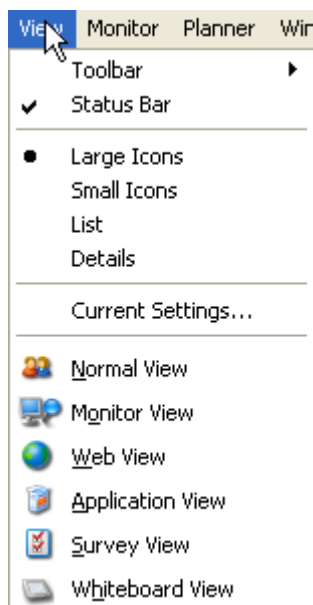 View Monitor Planner Win
Toolbar
Status Bar
Large Icons
Small Icons
List
Details
Current Settings...
Normal View
Monitor View
Web View
Application View
Survey View
Whiteboard View